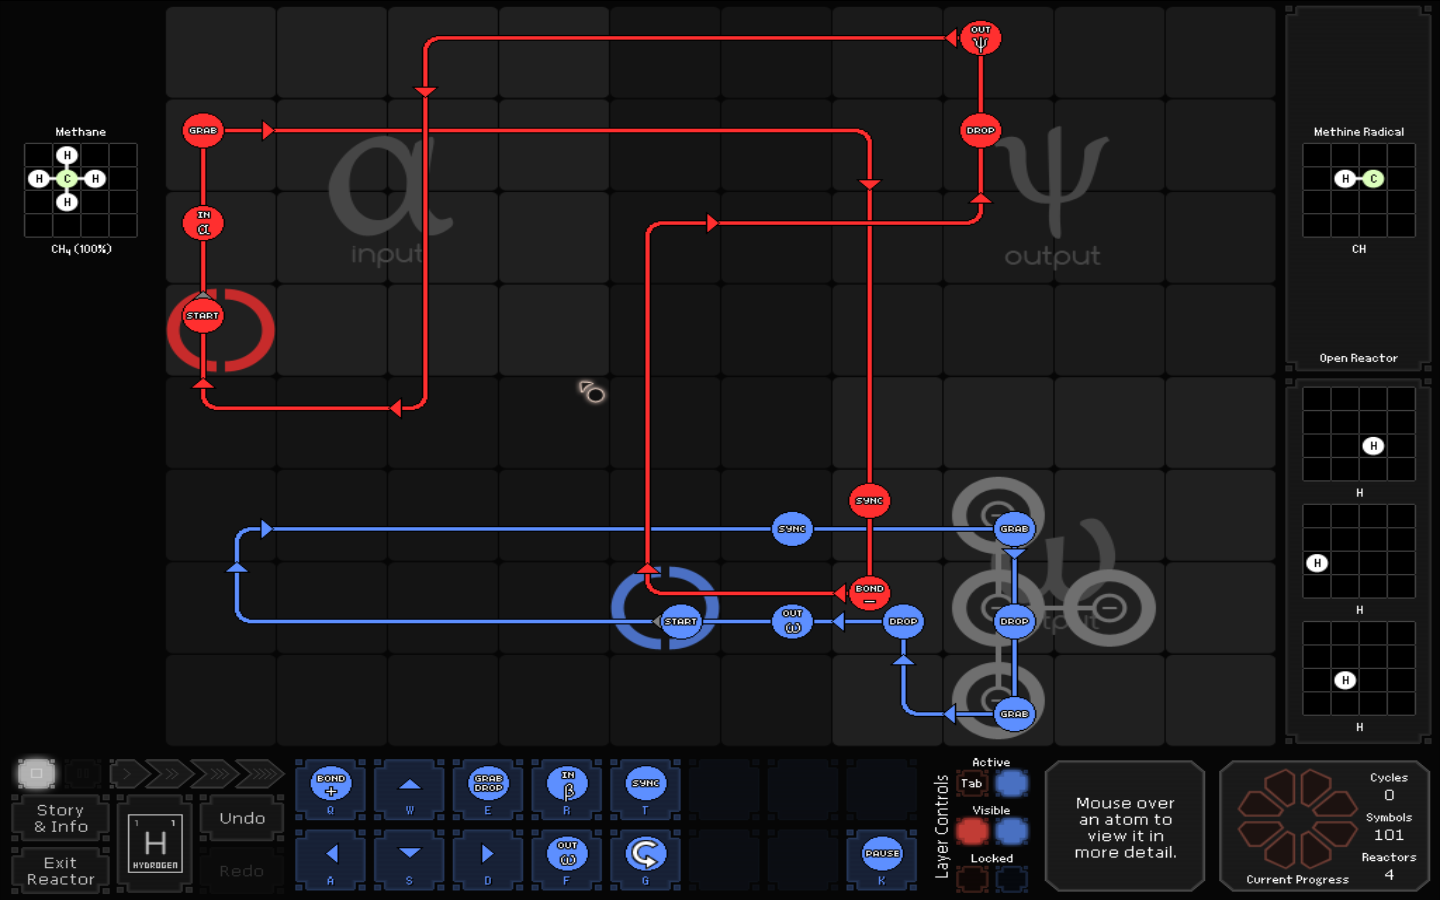 OUT
Ψ
GRAB
DROP
Methane
H
H C H
H
CH₄ (100%)
IN
α
α
input
ψ
output
Methine Radical
H C
CH
START
Open Reactor
H
H
SYNC
SYNC
GRAB
ω
H
H
BOND
–
START
OUT
ω
DROP
DROP
GRAB
H
H
Story
& Info
Exit
Reactor
1 1
H
HYDROGEN
Undo
Redo
BOND
+
Q
W
GRAB
DROP
E
IN
β
R
SYNC
T
A
S
D
OUT
ω
F
G
PAUSE
K
Layer Controls
Active
Tab
Visible
Locked
Mouse over
an atom to
view it in
more detail.
Cycles
0
Symbols
101
Reactors
4
Current Progress